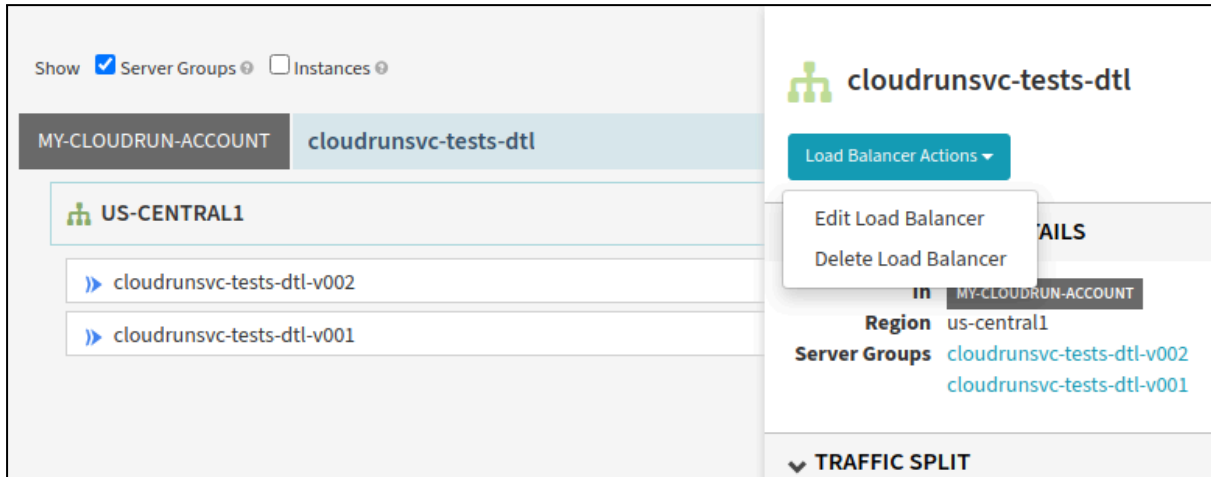 Show Server Groups Instances
MY-CLOUDRUN-ACCOUNT cloudrunsvc-tests-dtl
US-CENTRAL1
cloudrunsvc-tests-dtl-v002
cloudrunsvc-tests-dtl-v001
cloudrunsvc-tests-dtl
Load Balancer Actions
Edit Load Balancer
Delete Load Balancer
AILS
In MY-CLOUDRUN-ACCOUNT
Region us-central1
Server Groups cloudrunsvc-tests-dtl-v002
cloudrunsvc-tests-dtl-v001
TRAFFIC SPLIT